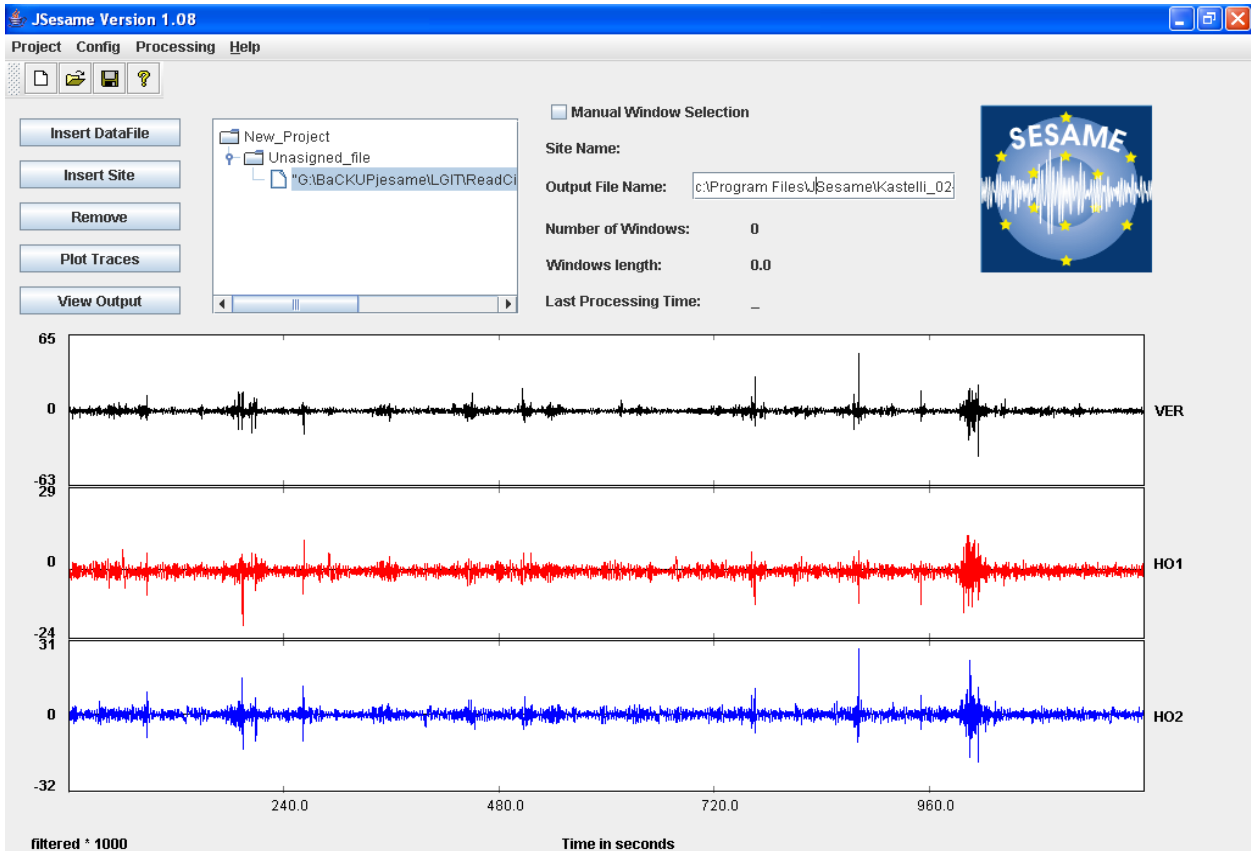 JSesame Version 1.08
Project Config Processing Help
Insert DataFile
Insert Site
Remove
Plot Traces
View Output
New_Project
Unasigned_file
"G:\BaCKUPjesame\LGIT\ReadCi
Manual Window Selection
Site Name:
Output File Name: c:\Program Files\JSesame\Kastelli_02-
Number of Windows: 0
Windows length: 0.0
Last Processing Time: _
SESAME
65
0
-63
VER
29
0
-24
HO1
31
0
-32
HO2
240.0 480.0 720.0 960.0
filtered * 1000 Time in seconds